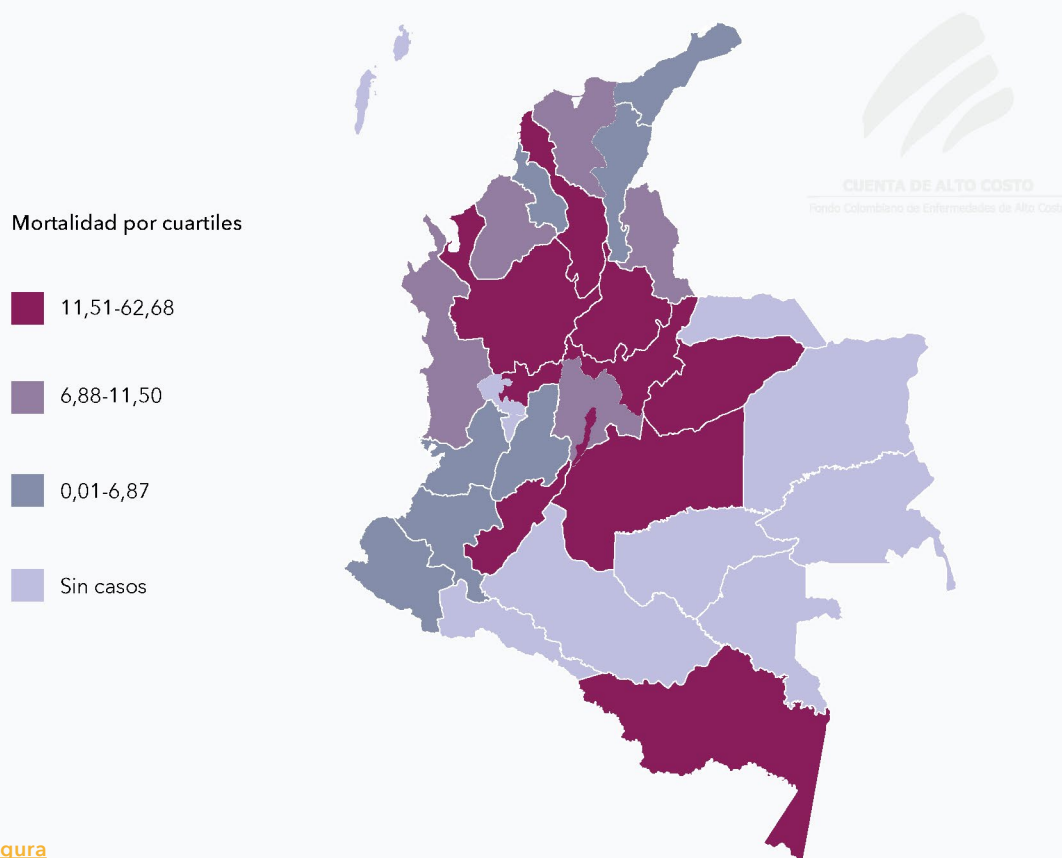 CUENTA DE ALTO COSTO
Fondo Colombiano de Enfermedades de Alto Costo
Mortalidad por cuartiles
11,51-62,68
6,88-11,50
0,01-6,87
Sin casos
gura